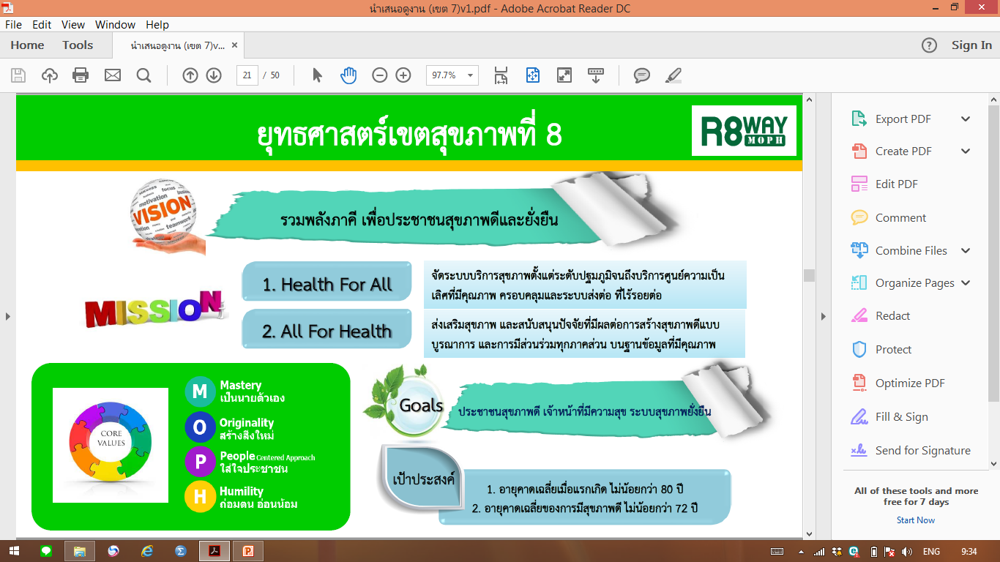 นำเสนอดูงาน (เขต 7)v1.pdf - Adobe Acrobat Reader DC
File Edit View Window Help
Home Tools นำเสนอดูงาน (เขต 7)v... × Sign In
21 / 50 97.7%
ยุทธศาสตร์เขตสุขภาพที่ 8
R8WAY
MOPH
success
focus
motivation
VISION
teamwork
รวมพลังภาคี เพื่อประชาชนสุขภาพดีและยั่งยืน
MISSION
1. Health For All
จัดระบบบริการสุขภาพตั้งแต่ระดับปฐมภูมิจนถึงบริการศูนย์ความเป็น
เลิศที่มีคุณภาพ ครอบคลุมและระบบส่งต่อ ที่ไร้รอยต่อ
2. All For Health
ส่งเสริมสุขภาพ และสนับสนุนปัจจัยที่มีผลต่อการสร้างสุขภาพดีแบบ
บูรณาการ และการมีส่วนร่วมทุกภาคส่วน บนฐานข้อมูลที่มีคุณภาพ
CORE
VALUES
M Mastery
เป็นนายตัวเอง
O Originality
สร้างสิ่งใหม่
P People Centered Approach
ใส่ใจประชาชน
H Humility
ถ่อมตน อ่อนน้อม
Goals
ประชาชนสุขภาพดี เจ้าหน้าที่มีความสุข ระบบสุขภาพยั่งยืน
เป้าประสงค์
1. อายุคาดเฉลี่ยเมื่อแรกเกิด ไม่น้อยกว่า 80 ปี
2. อายุคาดเฉลี่ยของการมีสุขภาพดี ไม่น้อยกว่า 72 ปี
Export PDF
Create PDF
Edit PDF
Comment
Combine Files
Organize Pages
Redact
Protect
Optimize PDF
Fill & Sign
Send for Signature
All of these tools and more
free for 7 days
Start Now
ENG 9:34